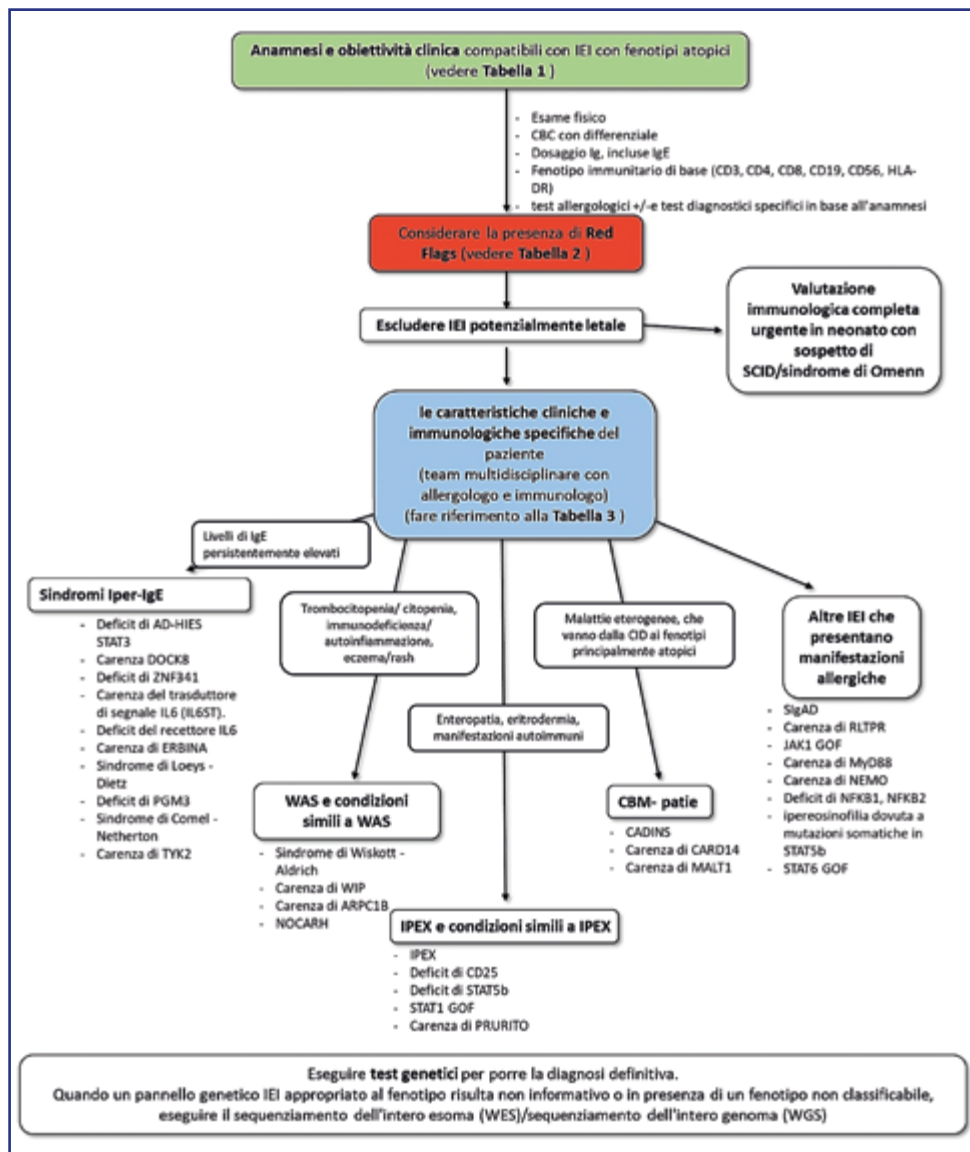 Anamnesi e obiettività clinica compatibili con IEI con fenotipi atopici
(vedere Tabella 1 )
- Esame fisico
- CBC con differenziale
- Dosaggio Ig, incluse IgE
- Fenotipo immunitario di base (CD3, CD4, CD8, CD19, CD56, HLA-
DR)
- test allergologici +/-e test diagnostici specifici in base all'anamnesi
Considerare la presenza di Red
Flags (vedere Tabella 2 )
Escludere IEI potenzialmente letale
Valutazione
immunologica completa
urgente in neonato con
sospetto di
SCID/sindrome di Omenn
le caratteristiche cliniche e
immunologiche specifiche del
paziente
(team multidisciplinare con
allergologo e immunologo)
(fare riferimento alla Tabella 3 )
Livelli di IgE
persistentemente elevati
Sindromi Iper-IgE
- Deficit di AD-HIES
STAT3
- Carenza DOCK8
- Deficit di ZNF341
- Carenza del trasduttore
di segnale IL6 (IL6ST).
- Deficit del recettore IL6
- Carenza di ERBINA
- Sindrome di Loeys -
Dietz
- Deficit di PGM3
- Sindrome di Comel -
Netherton
- Carenza di TYK2
Trombocitopenia/ citopenia,
immunodeficienza/
autoinfiammazione,
eczema/rash
WAS e condizioni
simili a WAS
- Sindrome di Wiskott -
Aldrich
- Carenza di WIP
- Carenza di ARPC1B
- NOCARH
Enteropatia, eritrodermia,
manifestazioni autoimmuni
IPEX e condizioni simili a IPEX
- IPEX
- Deficit di CD25
- Deficit di STAT5b
- STAT1 GOF
- Carenza di PRURITO
Malattie eterogenee, che
vanno dalla CID ai fenotipi
principalmente atopici
CBM- patie
- CADINS
- Carenza di CARD14
- Carenza di MALT1
Altre IEI che
presentano
manifestazioni
allergiche
- SIgAD
- Carenza di RLTPR
- JAK1 GOF
- Carenza di MyD88
- Carenza di NEMO
- Deficit di NFKB1, NFKB2
- ipereosinofilia dovuta a
mutazioni somatiche in
STAT5b
- STAT6 GOF
Eseguire test genetici per porre la diagnosi definitiva.
Quando un pannello genetico IEI appropriato al fenotipo risulta non informativo o in presenza di un fenotipo non classificabile,
eseguire il sequenziamento dell'intero esoma (WES)/sequenziamento dell'intero genoma (WGS)